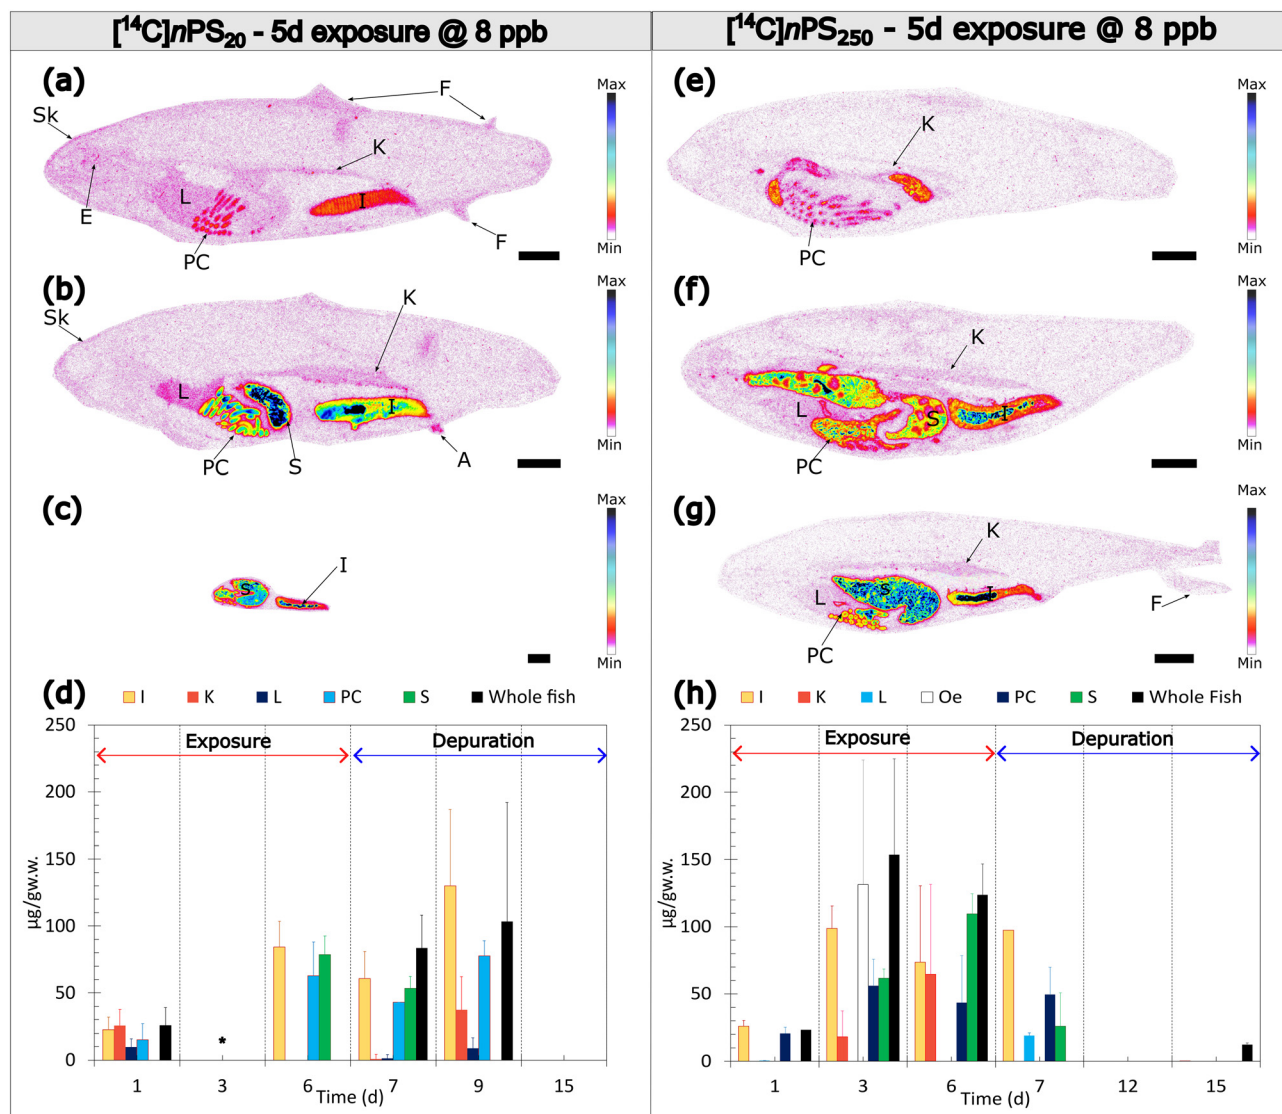 [¹⁴C]nPS₂₀ - 5d exposure @ 8 ppb
(a)
F
Max
Sk
K
L
I
E
PC
F
Min
(b)
Max
K
Sk
L
I
PC
S
A
Min
(c)
Max
I
S
Min
(d)
I K L PC S Whole fish
250
Exposure
Depuration
200
150
100
50
0
µg/gw.w.
*
1 3 6 7 9 15
Time (d)
[¹⁴C]nPS₂₅₀ - 5d exposure @ 8 ppb
(e)
Max
K
PC
Min
(f)
Max
K
L
S
I
PC
Min
(g)
Max
K
S
I
L
F
PC
Min
(h)
I K L Oe PC S Whole Fish
250
Exposure
Depuration
200
150
100
50
0
µg/gw.w.
1 3 6 7 12 15
Time (d)